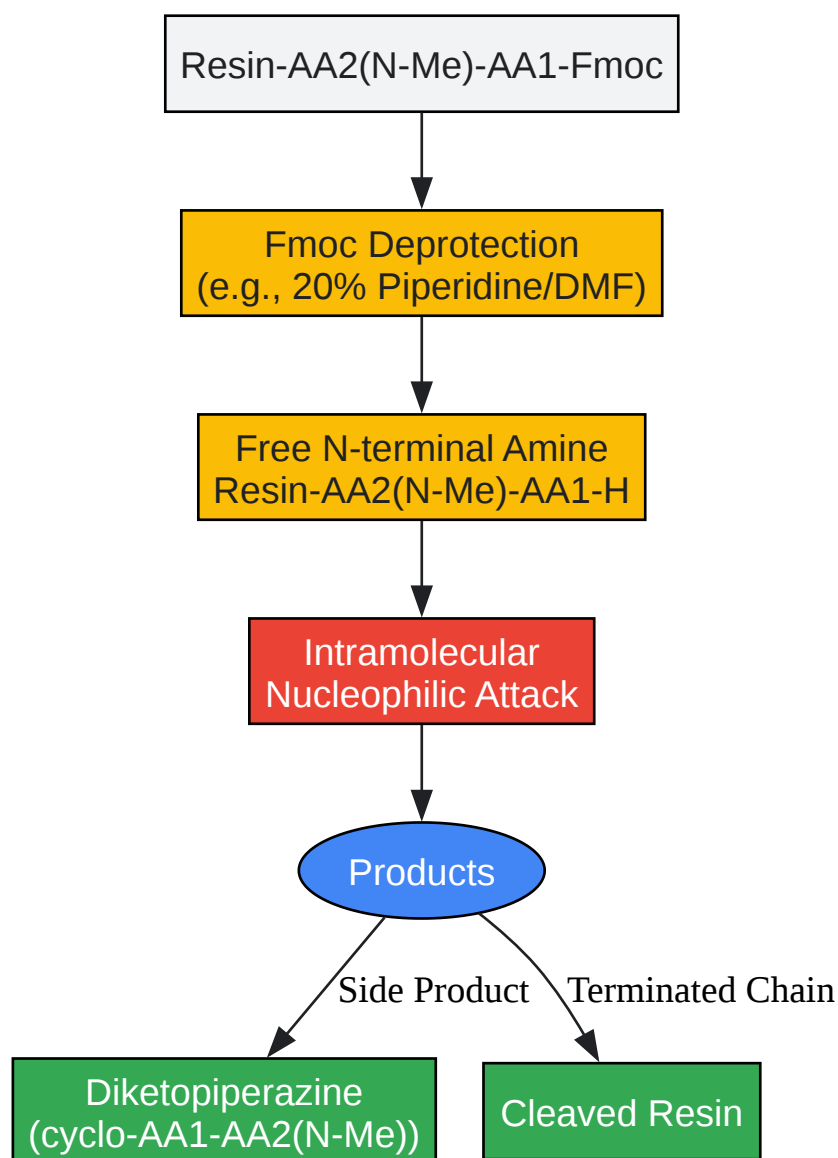 Resin-AA2(N-Me)-AA1-Fmoc
Fmoc Deprotection
(e.g., 20% Piperidine/DMF)
Free N-terminal Amine
Resin-AA2(N-Me)-AA1-H
Intramolecular
Nucleophilic Attack
Products
Side Product
Terminated Chain
Diketopiperazine
(cyclo-AA1-AA2(N-Me))
Cleaved Resin